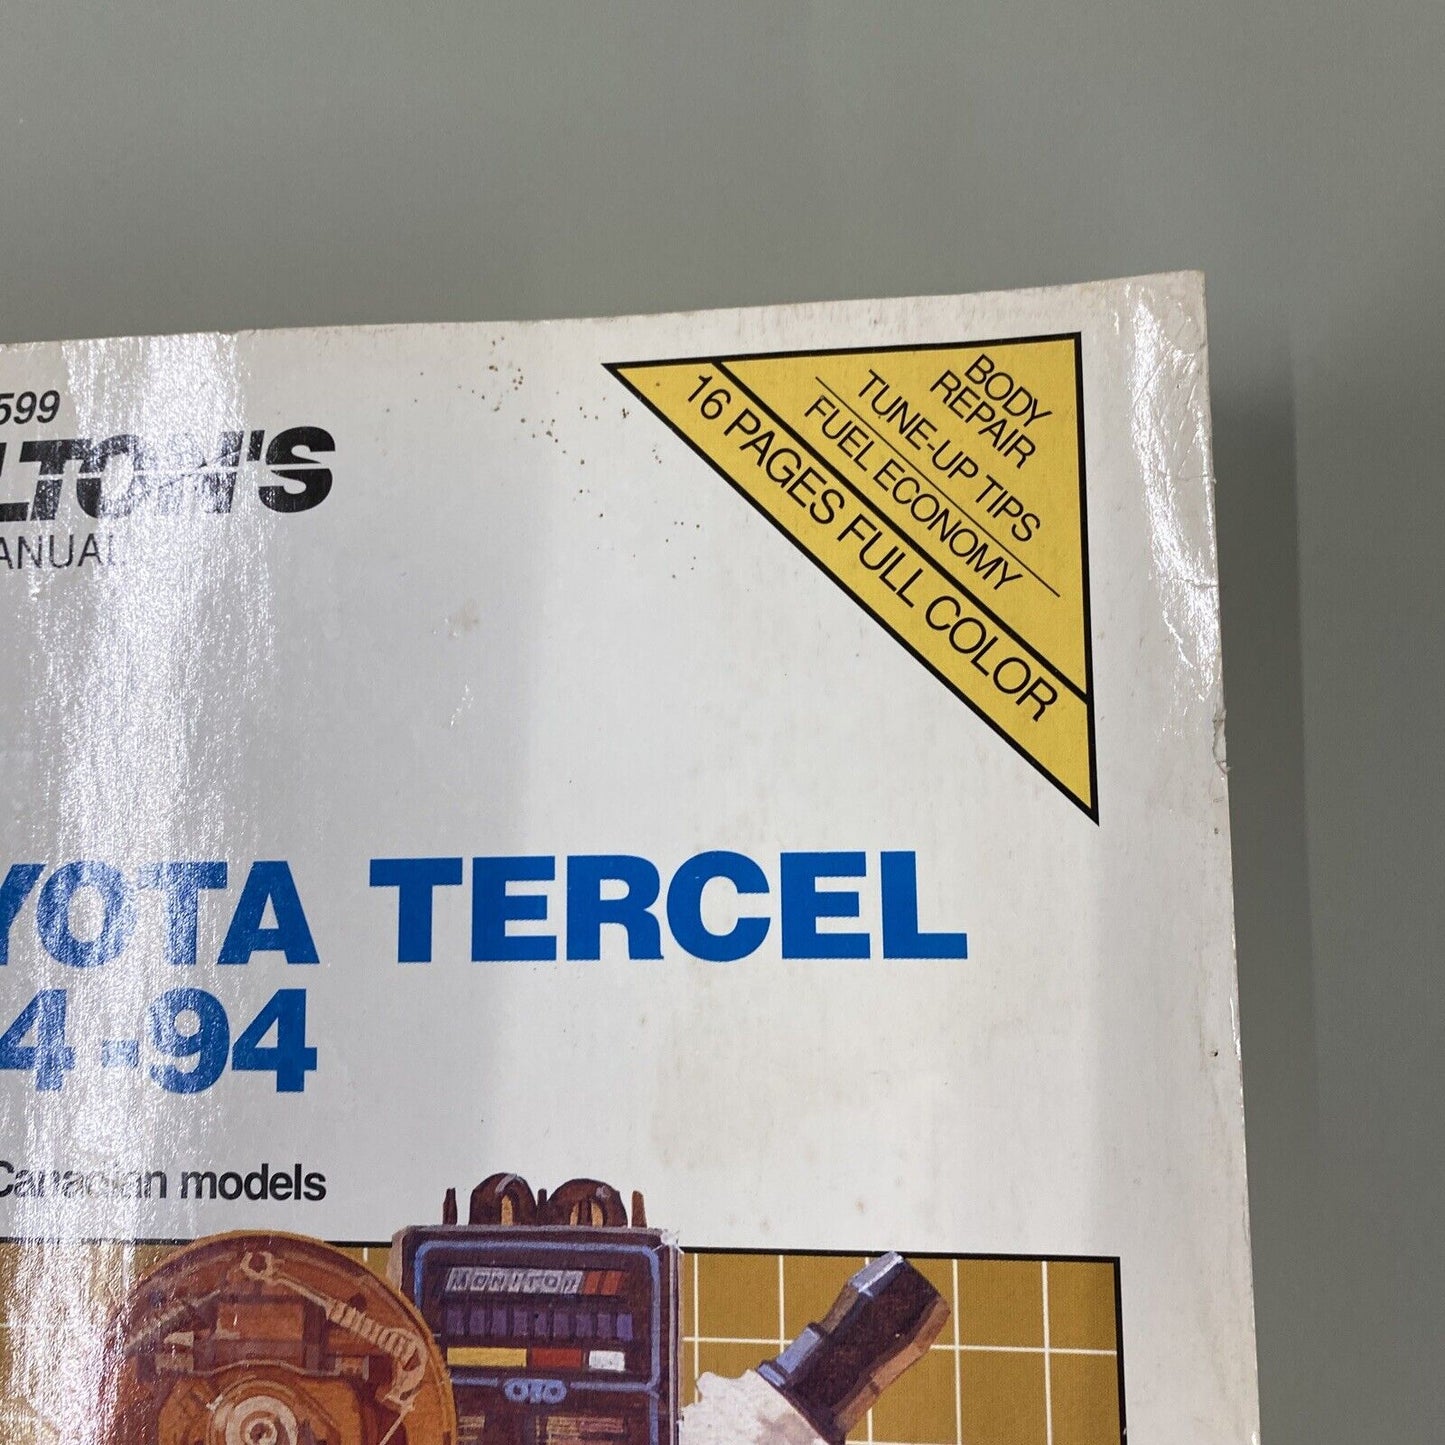 599
LTON'S
ANUAL
BODY
REPAIR
TUNE-UP TIPS
FUEL ECONOMY
16 PAGES FULL COLOR
YOTA TERCEL
4-94
Canadian models
MONITOR